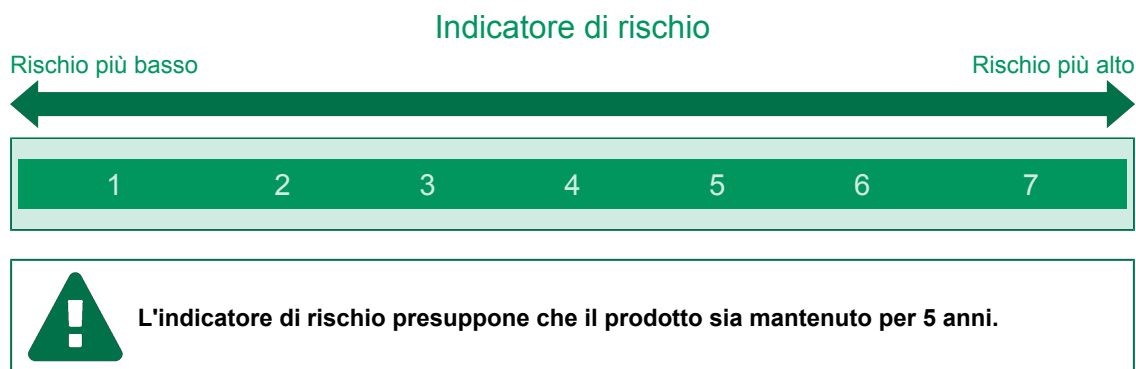 Indicatore di rischio
Rischio più basso Rischio più alto
1 2 3 4 5 6 7
L'indicatore di rischio presuppone che il prodotto sia mantenuto per 5 anni.